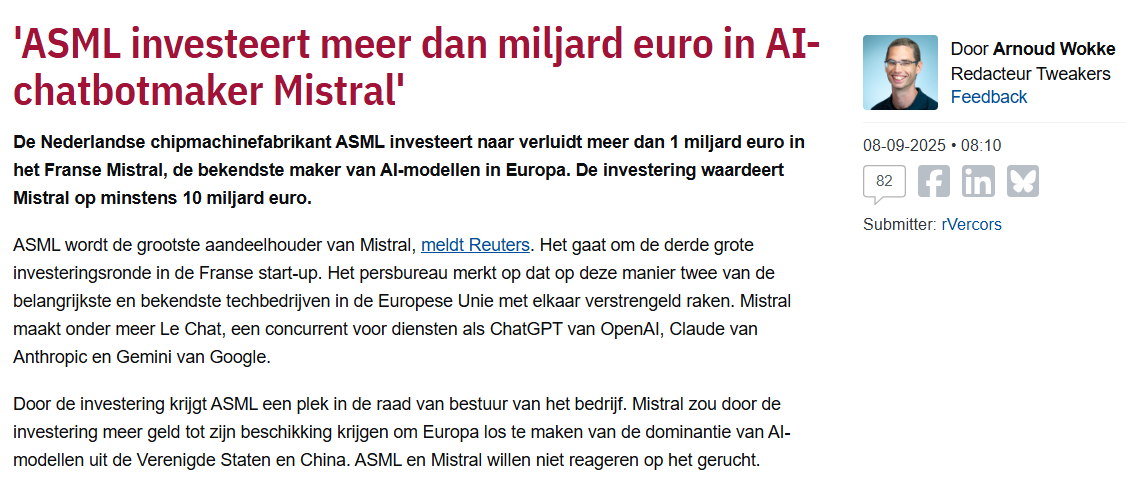 'ASML investeert meer dan miljard euro in AI-
chatbotmaker Mistral'
De Nederlandse chipmachinefabrikant ASML investeert naar verluidt meer dan 1 miljard euro in
het Franse Mistral, de bekendste maker van AI-modellen in Europa. De investering waardeert
Mistral op minstens 10 miljard euro.
ASML wordt de grootste aandeelhouder van Mistral, meldt Reuters. Het gaat om de derde grote
investeringsronde in de Franse start-up. Het persbureau merkt op dat op deze manier twee van de
belangrijkste en bekendste techbedrijven in de Europese Unie met elkaar verstrengeld raken. Mistral
maakt onder meer Le Chat, een concurrent voor diensten als ChatGPT van OpenAI, Claude van
Anthropic en Gemini van Google.
Door de investering krijgt ASML een plek in de raad van bestuur van het bedrijf. Mistral zou door de
investering meer geld tot zijn beschikking krijgen om Europa los te maken van de dominantie van AI-
modellen uit de Verenigde Staten en China. ASML en Mistral willen niet reageren op het gerucht.
Door Arnoud Wokke
Redacteur Tweakers
Feedback
08-09-2025 • 08:10
82
Submitter: rVercors